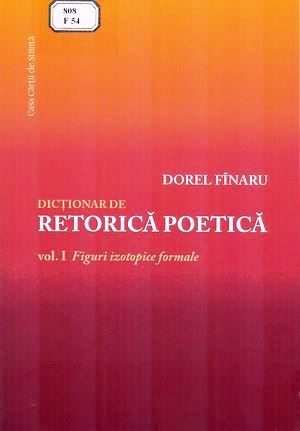 808
F 54
Casa Cărții de Știință
DOREL FÎNARU
DICȚIONAR DE
RETORICĂ POETICĂ
vol. I Figuri izotopice formale